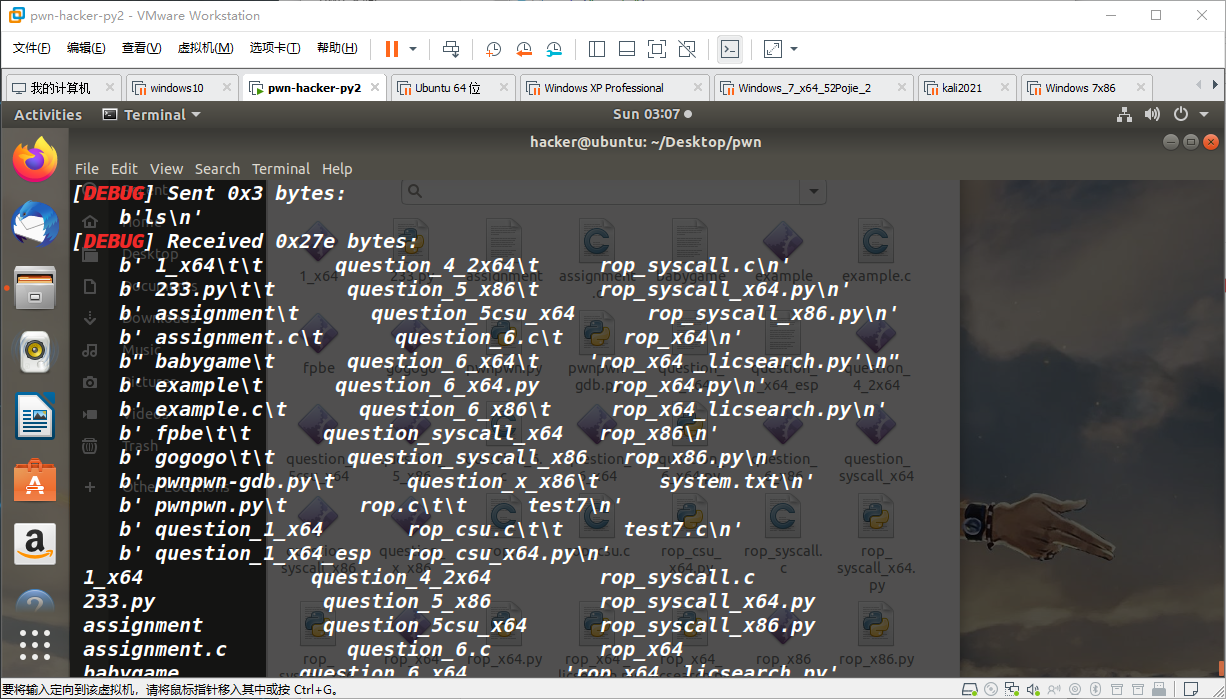 pwn-hacker-py2 - VMware Workstation
文件(F) 编辑(E) 查看(V) 虚拟机(M) 选项卡(T) 帮助(H)
我的计算机 windows10 pwn-hacker-py2 Ubuntu 64 位 Windows XP Professional Windows_7_x64_52Pojie_2 kali2021 Windows 7x86
Activities Terminal Sun 03:07
hacker@ubuntu: ~/Desktop/pwn
File Edit View Search Terminal Help
[DEBUG] Sent 0x3 bytes:
b'ls\n'
[DEBUG] Received 0x27e bytes:
b' 1_x64\t\t question_4_2x64\t rop_syscall.c\n'
b' 233.py\t\t question_5_x86\t rop_syscall_x64.py\n'
b' assignment\t question_5csu_x64 rop_syscall_x86.py\n'
b' assignment.c\t question_6.c\t rop_x64\n'
b" babygame\t question_6_x64\t 'rop_x64 _licsearch.py'\n"
b' example\t question_6_x64.py rop_x64.py\n'
b' example.c\t question_6_x86\t rop_x64_licsearch.py\n'
b' fpbe\t\t question_syscall_x64 rop_x86\n'
b' gogogo\t\t question_syscall_x86 rop_x86.py\n'
b' pwnpwn-gdb.py\t question_x_x86\t system.txt\n'
b' pwnpwn.py\t rop.c\t\t test7\n'
b' question_1_x64 rop_csu.c\t\t test7.c\n'
b' question_1_x64_esp rop_csu_x64.py\n'
1_x64 question_4_2x64 rop_syscall.c
233.py question_5_x86 rop_syscall_x64.py
assignment question_5csu_x64 rop_syscall_x86.py
assignment.c question_6.c rop_x64
babygame question_6_x64 'rop_x64 _licsearch.py'
要将输入定向到该虚拟机，请将鼠标指针移入其中或按 Ctrl+G。